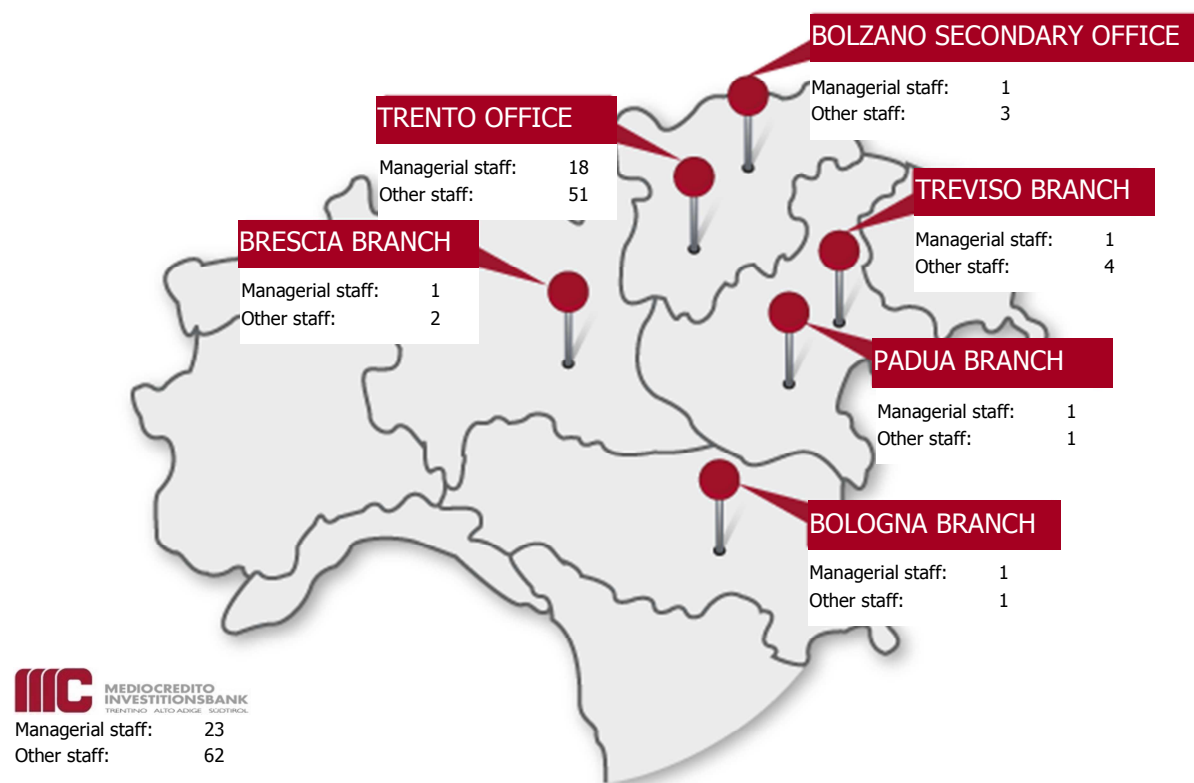 BOLZANO SECONDARY OFFICE
Managerial staff: 1
Other staff: 3
TRENTO OFFICE
Managerial staff: 18
Other staff: 51
TREVISO BRANCH
Managerial staff: 1
Other staff: 4
BRESCIA BRANCH
Managerial staff: 1
Other staff: 2
PADUA BRANCH
Managerial staff: 1
Other staff: 1
BOLOGNA BRANCH
Managerial staff: 1
Other staff: 1
MEDIOCREDITO
INVESTITIONSBANK
TRENTINO ALTO ADIGE SÜDTIROL
Managerial staff: 23
Other staff: 62